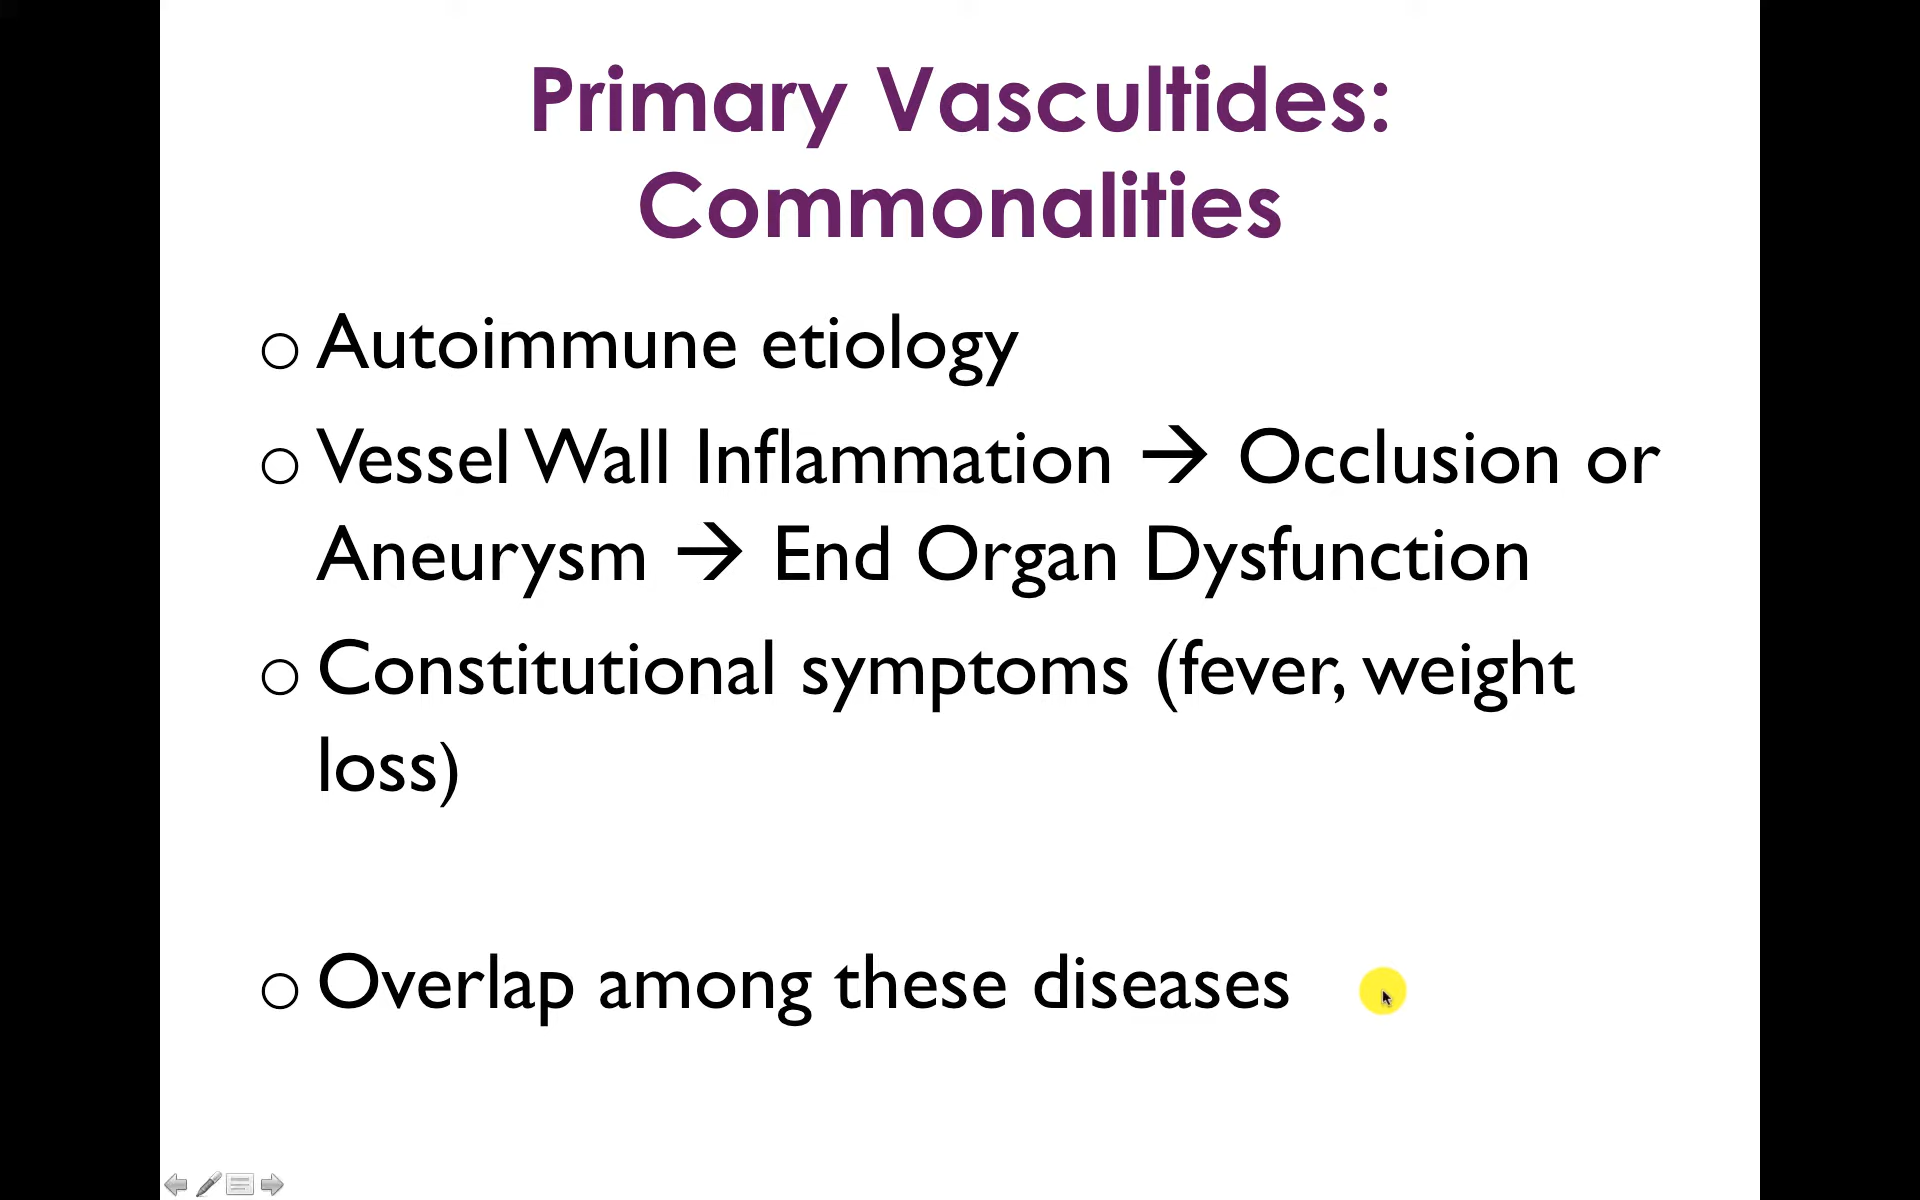 Primary Vascultides:
Commonalities
o Autoimmune etiology
o Vessel Wall Inflammation → Occlusion or
Aneurysm → End Organ Dysfunction
o Constitutional symptoms (fever, weight
loss)
o Overlap among these diseases